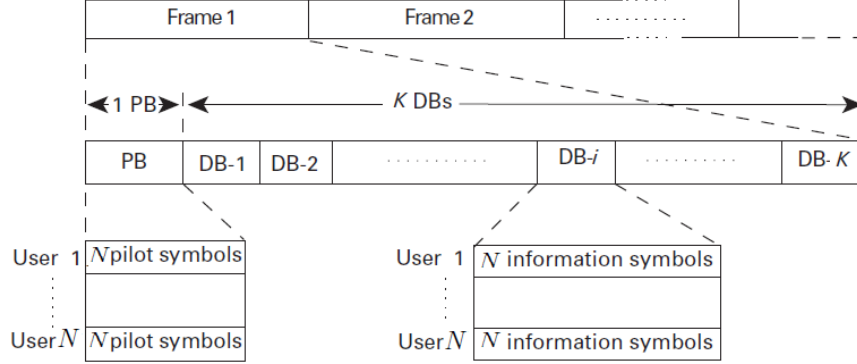 Frame 1 Frame 2
1 PB K DBs
PB DB-1 DB-2 DB-i DB- K
User 1 N pilot symbols User 1 N information symbols
User N N pilot symbols User N N information symbols